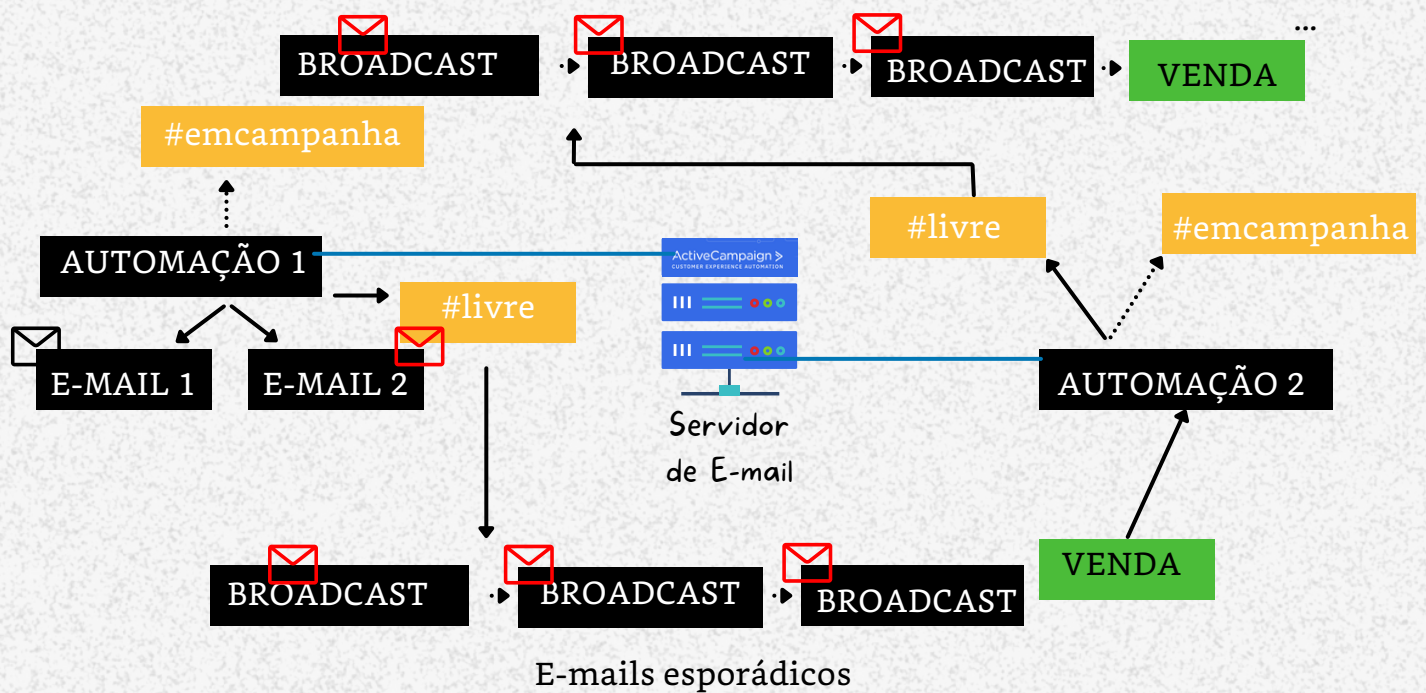 ...
BROADCAST
BROADCAST
BROADCAST
VENDA
#emcampanha
#livre
#emcampanha
AUTOMAÇÃO 1
ActiveCampaign >
CUSTOMER EXPERIENCE AUTOMATION
#livre
E-MAIL 1
E-MAIL 2
AUTOMAÇÃO 2
Servidor
de E-mail
BROADCAST
BROADCAST
BROADCAST
VENDA
E-mails esporádicos